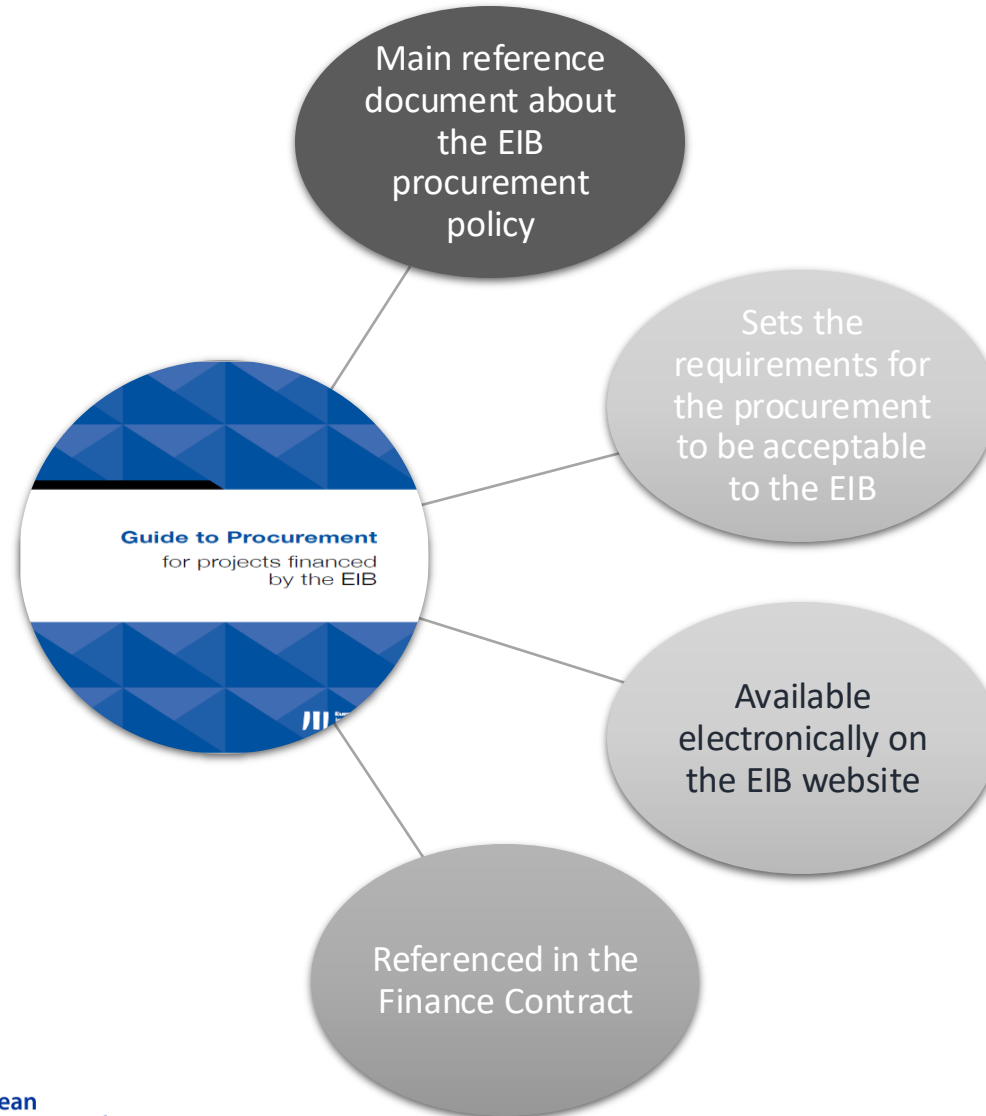 Main reference
document about
the EIB
procurement
policy
Sets the
requirements for
the procurement
to be acceptable
to the EIB
Guide to Procurement
for projects financed
by the EIB
Available
electronically on
the EIB website
Referenced in the
Finance Contract
ean